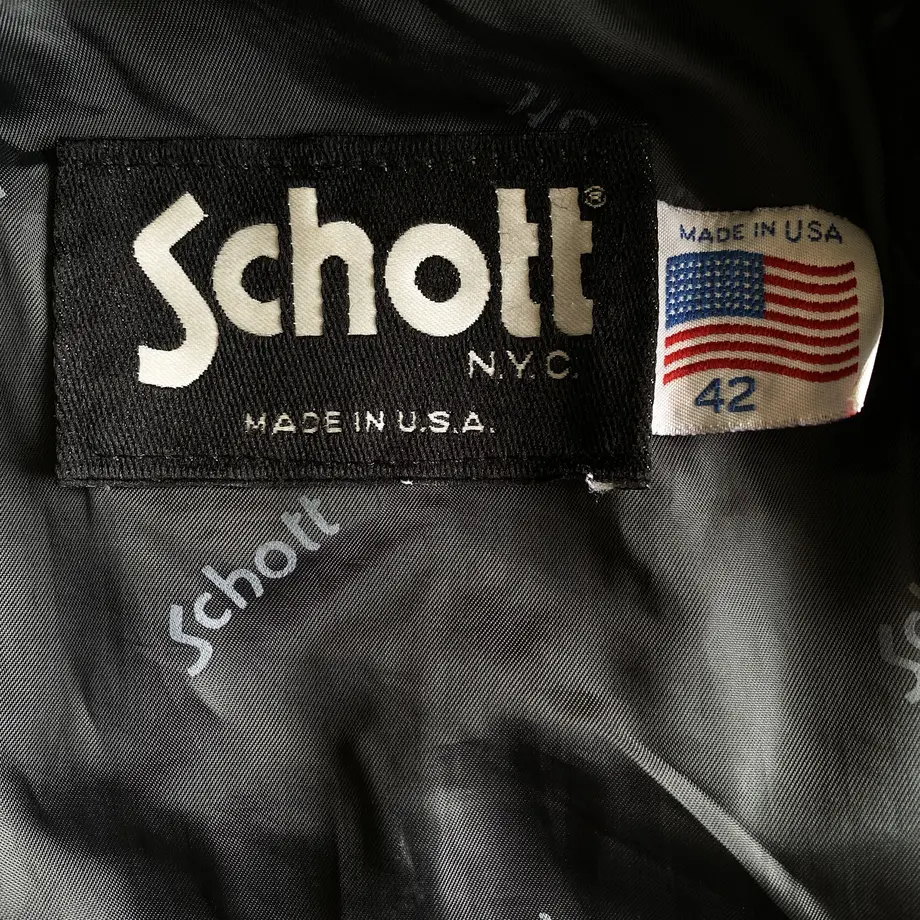 Schott®
N.Y.C.
MADE IN U.S.A.
MADE IN USA
42
Schott